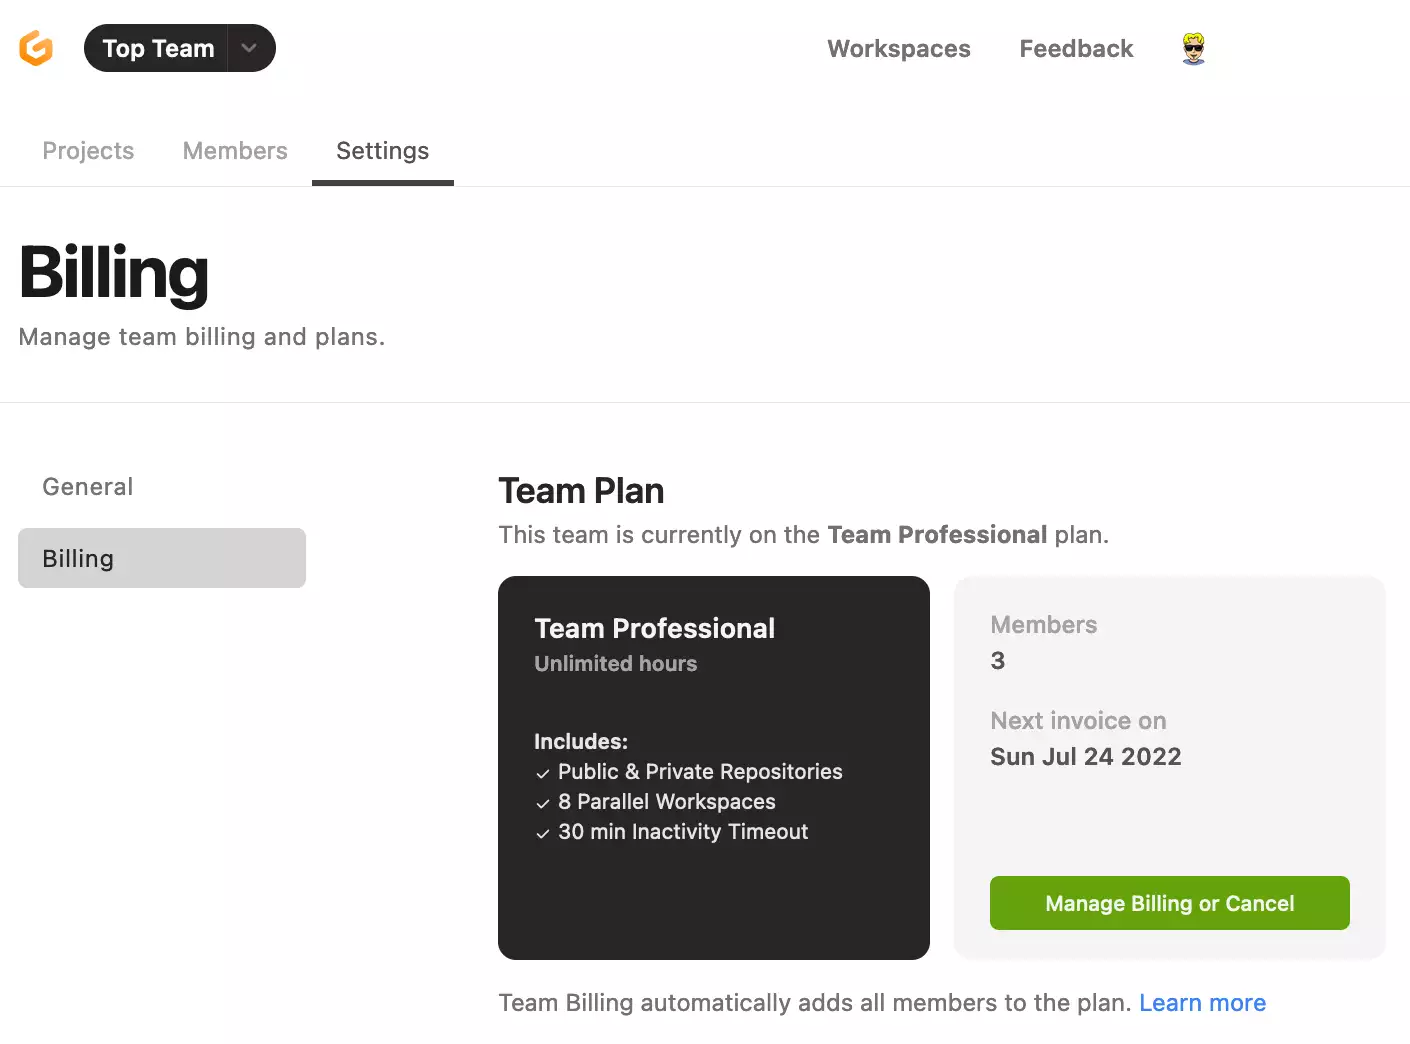 Top Team
Workspaces
Feedback
Projects
Members
Settings
Billing
Manage team billing and plans.
General
Billing
Team Plan
This team is currently on the Team Professional plan.
Team Professional
Unlimited hours
Includes:
Public & Private Repositories
8 Parallel Workspaces
30 min Inactivity Timeout
Members
3
Next invoice on
Sun Jul 24 2022
Manage Billing or Cancel
Team Billing automatically adds all members to the plan. Learn more